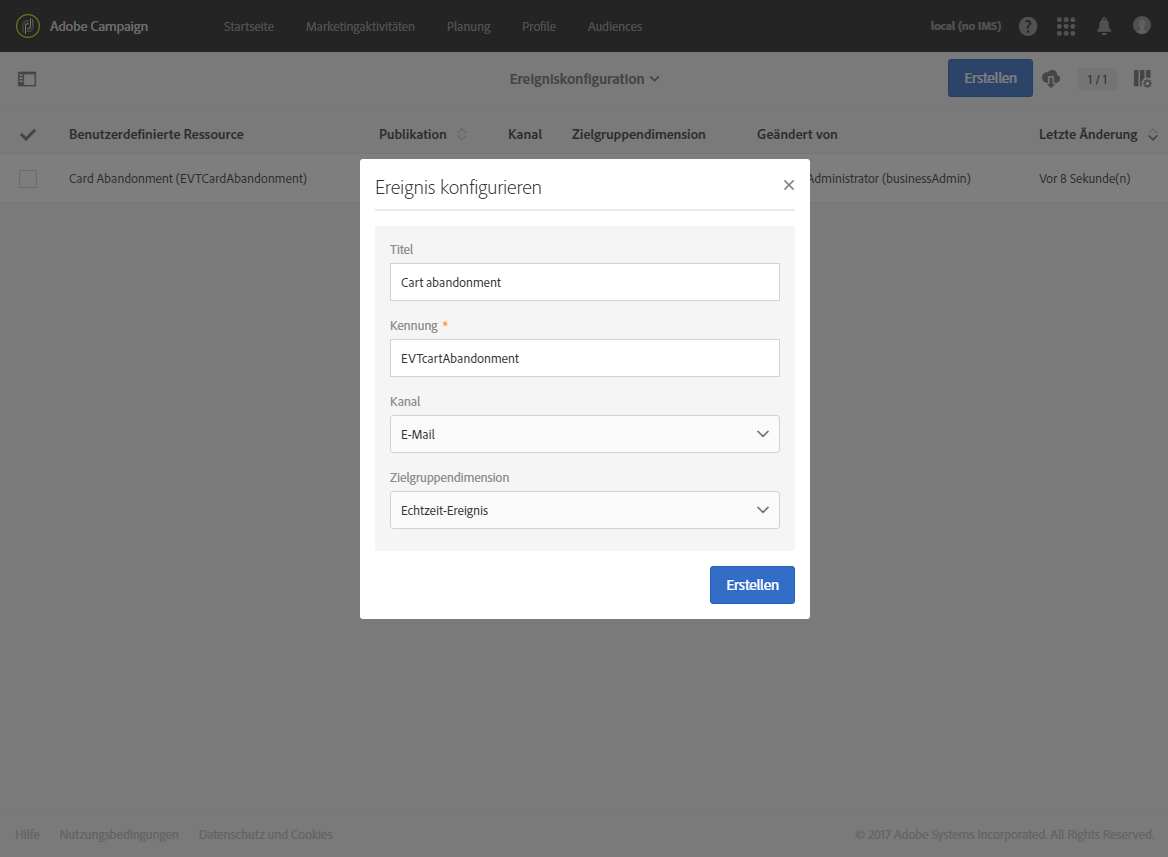 Adobe Campaign Startseite Marketingaktivitäten Planung Profile Audiences local (no IMS) ?
Ereigniskonfiguration Erstellen 1 / 1
Benutzerdefinierte Ressource Publikation Kanal Zielgruppendimension Geändert von Letzte Änderung
Card Abandonment (EVTCardAbandonment) Administrator (businessAdmin) Vor 8 Sekunde(n)
Ereignis konfigurieren
Titel
Cart abandonment
Kennung *
EVTcartAbandonment
Kanal
E-Mail
Zielgruppendimension
Echtzeit-Ereignis
Erstellen
Hilfe Nutzungsbedingungen Datenschutz und Cookies © 2017 Adobe Systems Incorporated. All Rights Reserved.